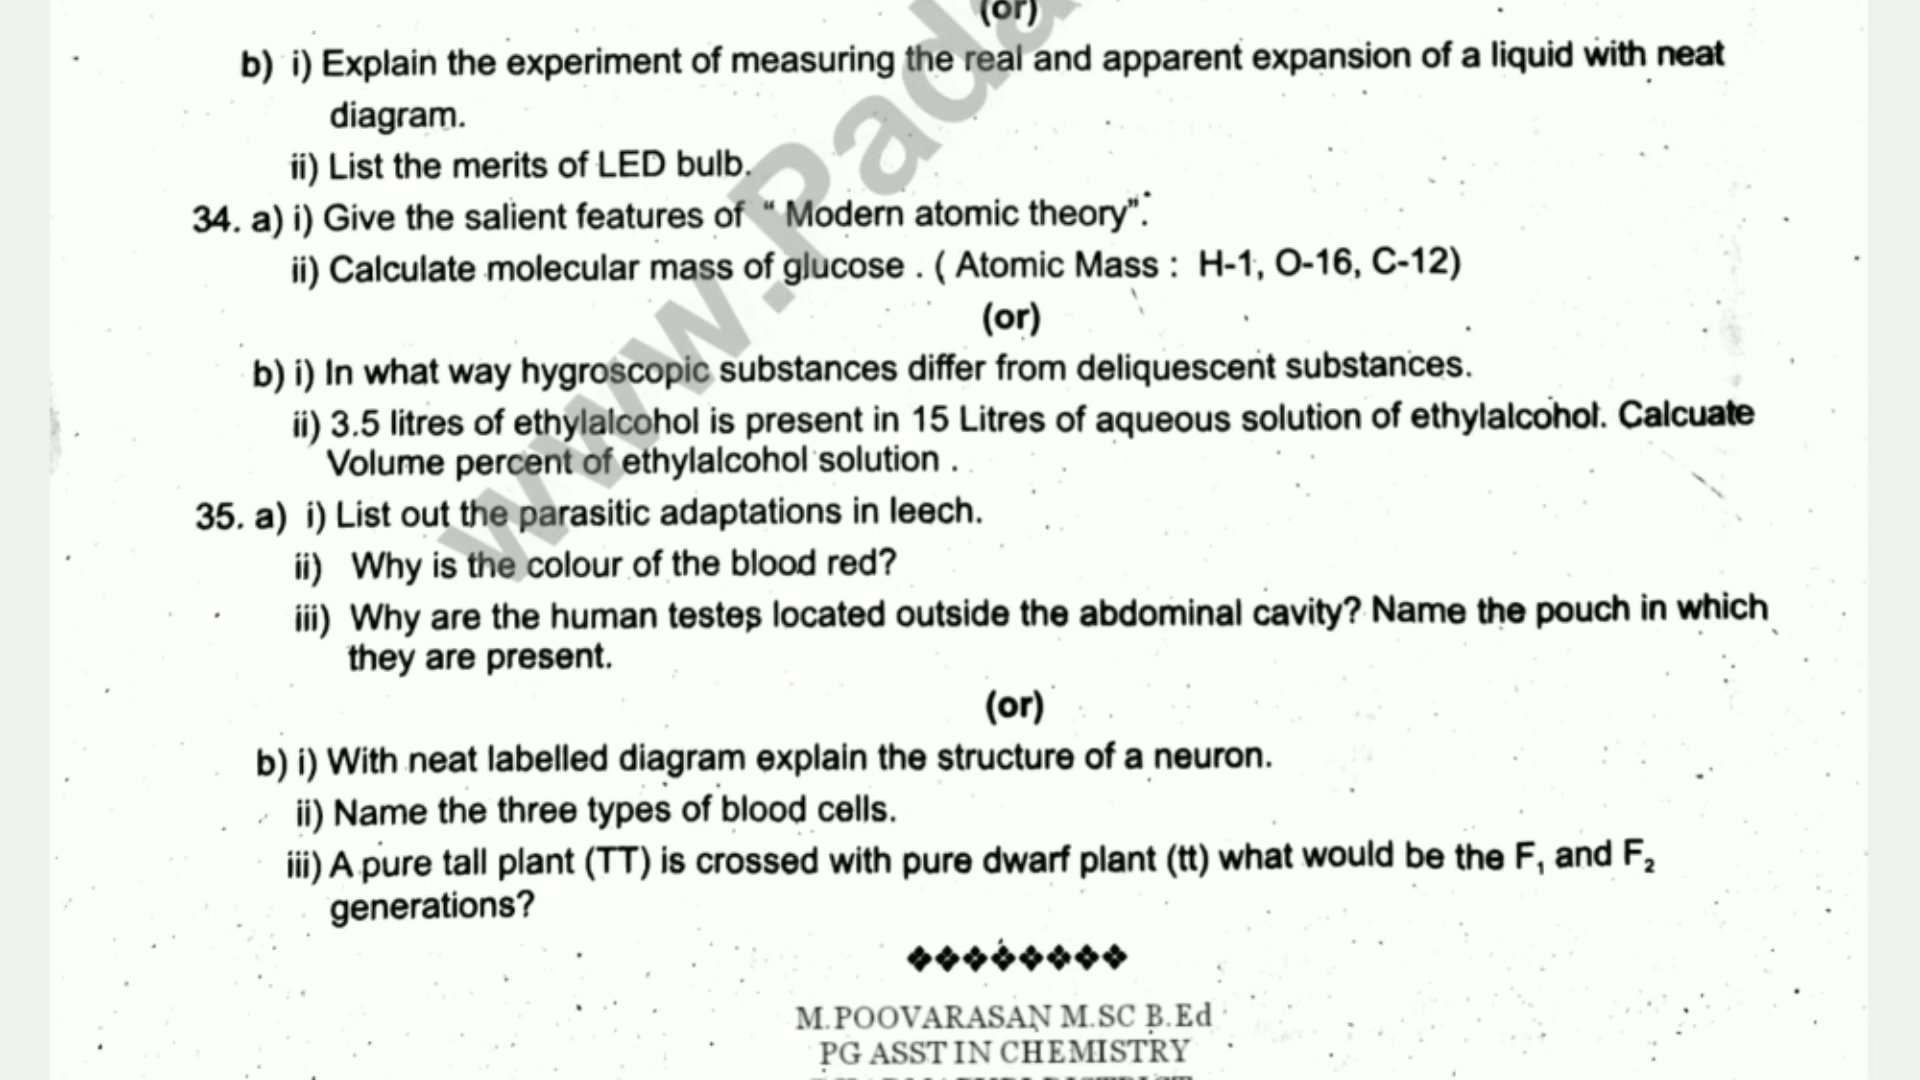 (or)
b) i) Explain the experiment of measuring the real and apparent expansion of a liquid with neat
diagram.
ii) List the merits of LED bulb.
34. a) i) Give the salient features of “ Modern atomic theory”.
ii) Calculate molecular mass of glucose . ( Atomic Mass : H-1, O-16, C-12)
(or)
b) i) In what way hygroscopic substances differ from deliquescent substances.
ii) 3.5 litres of ethylalcohol is present in 15 Litres of aqueous solution of ethylalcohol. Calcuate
Volume percent of ethylalcohol solution .
35. a) i) List out the parasitic adaptations in leech.
ii) Why is the colour of the blood red?
iii) Why are the human testes located outside the abdominal cavity? Name the pouch in which
they are present.
(or)
b) i) With neat labelled diagram explain the structure of a neuron.
ii) Name the three types of blood cells.
iii) A pure tall plant (TT) is crossed with pure dwarf plant (tt) what would be the F₁ and F₂
generations?
M.POOVARASAN M.SC B.Ed
PG ASST IN CHEMISTRY
www.Pada